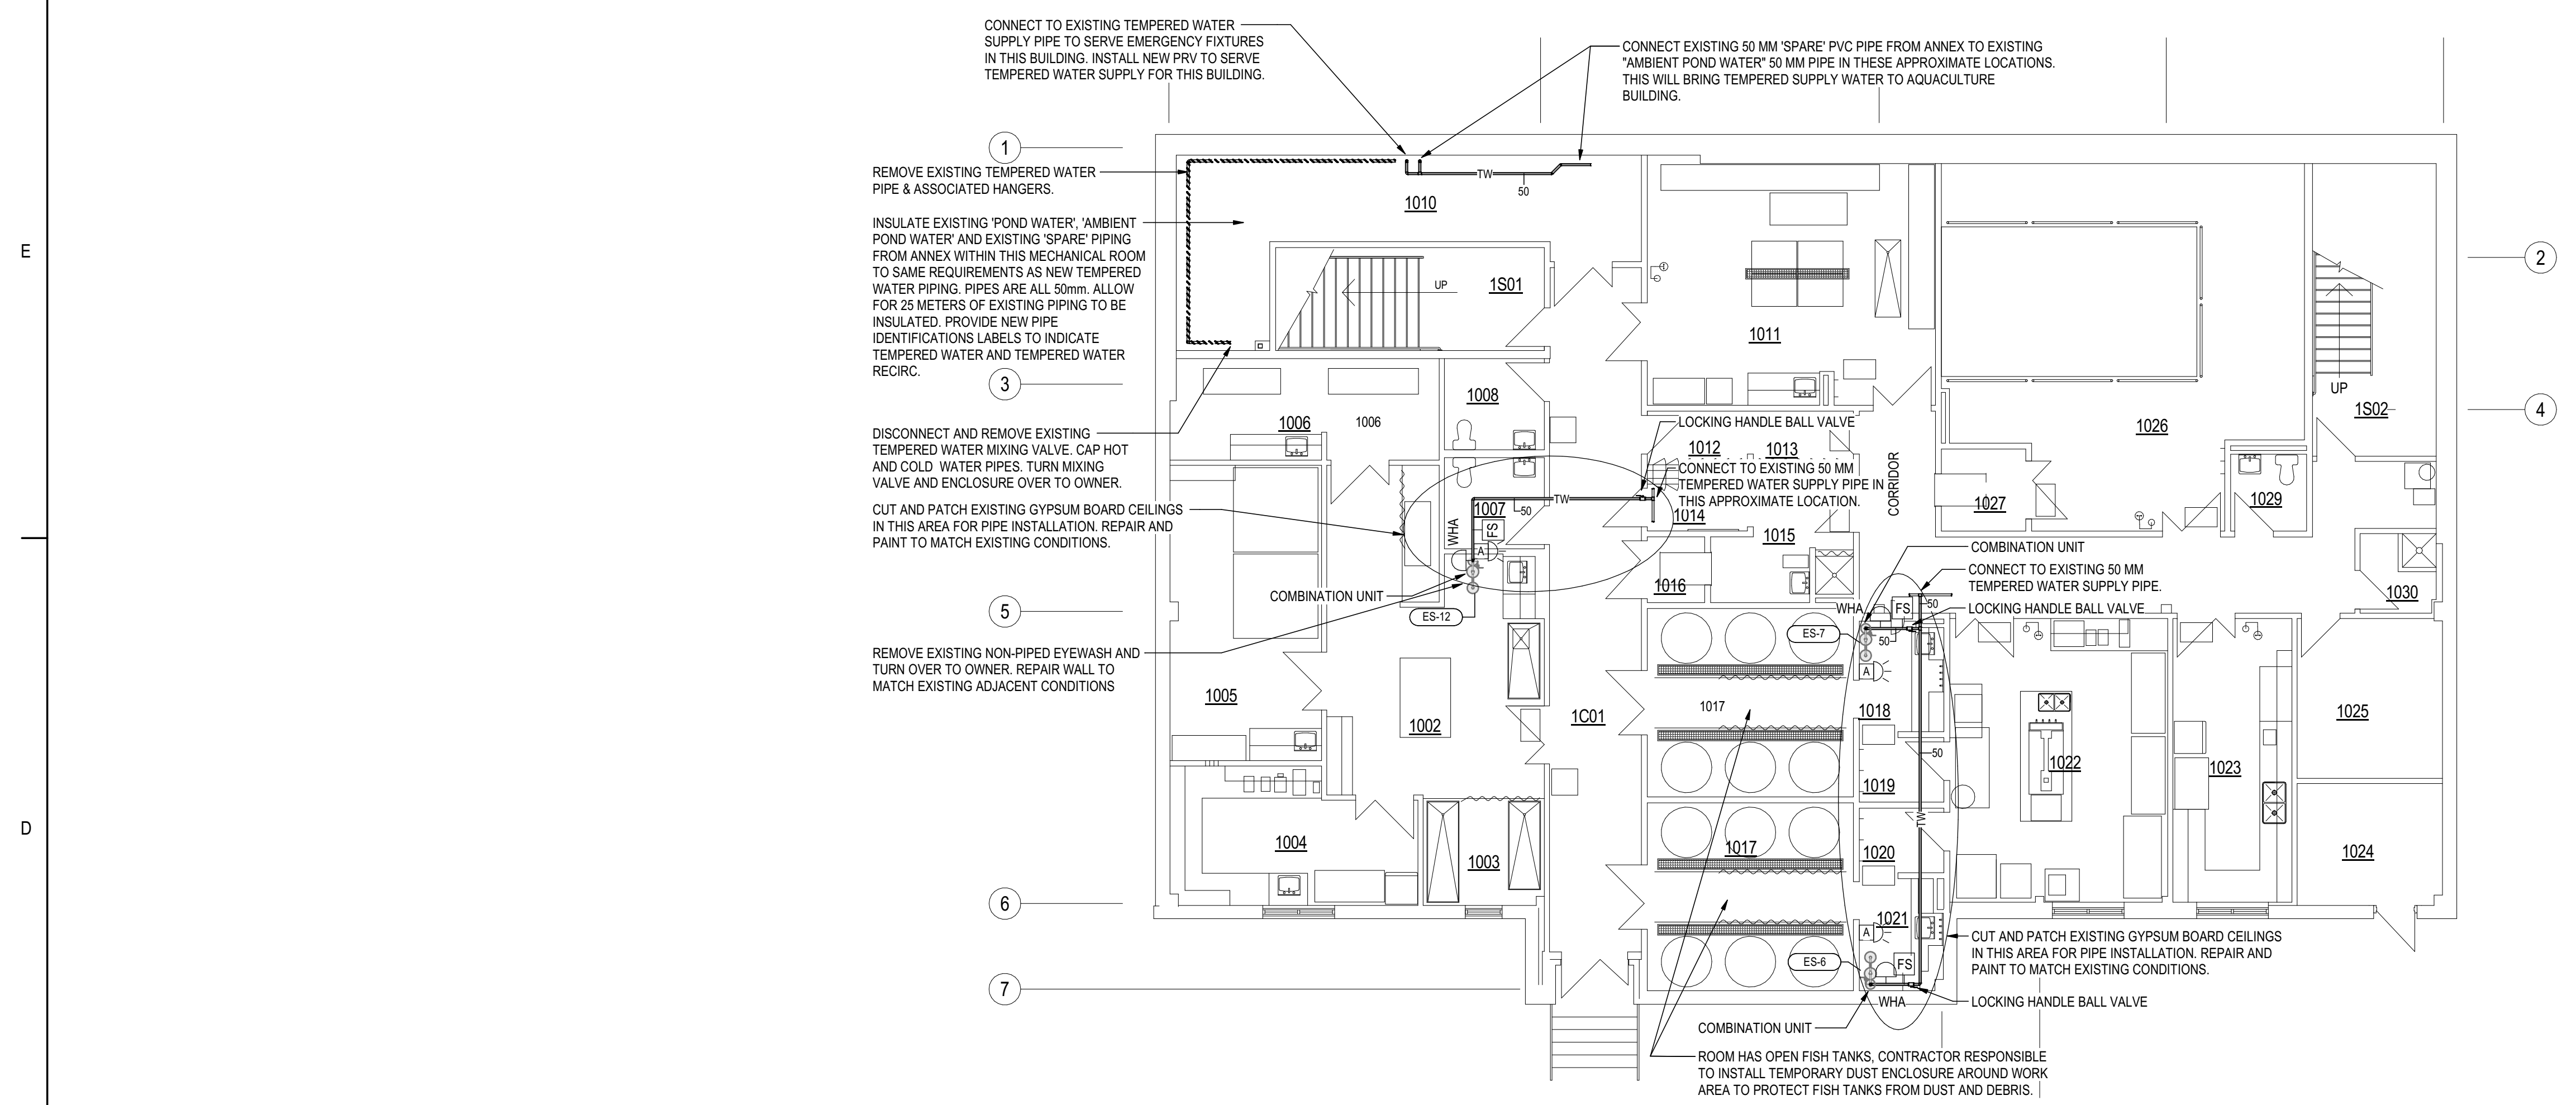 CONNECT TO EXISTING TEMPERED WATER
SUPPLY PIPE TO SERVE EMERGENCY FIXTURES
IN THIS BUILDING. INSTALL NEW PRV TO SERVE
TEMPERED WATER SUPPLY FOR THIS BUILDING.
CONNECT EXISTING 50 MM 'SPARE' PVC PIPE FROM ANNEX TO EXISTING
"AMBIENT POND WATER" 50 MM PIPE IN THESE APPROXIMATE LOCATIONS.
THIS WILL BRING TEMPERED SUPPLY WATER TO AQUACULTURE
BUILDING.
1
REMOVE EXISTING TEMPERED WATER
PIPE & ASSOCIATED HANGERS.
TW
50
1010
INSULATE EXISTING 'POND WATER', 'AMBIENT
POND WATER' AND EXISTING 'SPARE' PIPING
FROM ANNEX WITHIN THIS MECHANICAL ROOM
TO SAME REQUIREMENTS AS NEW TEMPERED
WATER PIPING. PIPES ARE ALL 50mm. ALLOW
FOR 25 METERS OF EXISTING PIPING TO BE
INSULATED. PROVIDE NEW PIPE
IDENTIFICATIONS LABELS TO INDICATE
TEMPERED WATER AND TEMPERED WATER
RECIRC.
E
2
UP
1S01
1011
3
UP
1008
1006
1006
1S02
4
1026
DISCONNECT AND REMOVE EXISTING
TEMPERED WATER MIXING VALVE. CAP HOT
AND COLD WATER PIPES. TURN MIXING
VALVE AND ENCLOSURE OVER TO OWNER.
LOCKING HANDLE BALL VALVE
1012
1013
CONNECT TO EXISTING 50 MM
TEMPERED WATER SUPPLY PIPE IN
THIS APPROXIMATE LOCATION.
CORRIDOR
1027
1029
CUT AND PATCH EXISTING GYPSUM BOARD CEILINGS
IN THIS AREA FOR PIPE INSTALLATION. REPAIR AND
PAINT TO MATCH EXISTING CONDITIONS.
TW
1007
50
1014
WHA
FS
A
1015
COMBINATION UNIT
CONNECT TO EXISTING 50 MM
TEMPERED WATER SUPPLY PIPE.
1016
1030
COMBINATION UNIT
ES-12
WHA
FS
50
LOCKING HANDLE BALL VALVE
5
ES-7
50
A
REMOVE EXISTING NON-PIPED EYEWASH AND
TURN OVER TO OWNER. REPAIR WALL TO
MATCH EXISTING ADJACENT CONDITIONS
1005
1002
1C01
1017
1018
1025
50
1022
1023
1019
D
TW
1004
1003
1017
1020
1024
6
1021
A
CUT AND PATCH EXISTING GYPSUM BOARD CEILINGS
IN THIS AREA FOR PIPE INSTALLATION. REPAIR AND
PAINT TO MATCH EXISTING CONDITIONS.
ES-6
FS
7
WHA
LOCKING HANDLE BALL VALVE
COMBINATION UNIT
ROOM HAS OPEN FISH TANKS, CONTRACTOR RESPONSIBLE
TO INSTALL TEMPORARY DUST ENCLOSURE AROUND WORK
AREA TO PROTECT FISH TANKS FROM DUST AND DEBRIS.